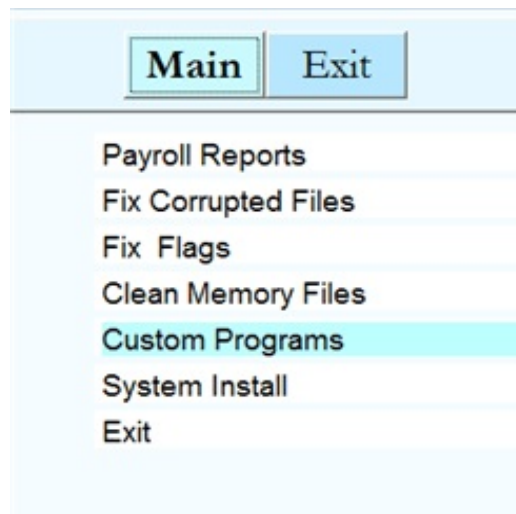 Main Exit
Payroll Reports
Fix Corrupted Files
Fix  Flags
Clean Memory Files
Custom Programs
System Install
Exit